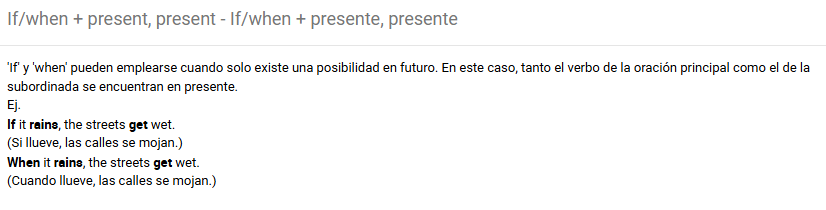 If/when + present, present - If/when + presente, presente
'If' y 'when' pueden emplearse cuando solo existe una posibilidad en futuro. En este caso, tanto el verbo de la oración principal como el de la
subordinada se encuentran en presente.
Ej.
If it rains, the streets get wet.
(Si llueve, las calles se mojan.)
When it rains, the streets get wet.
(Cuando llueve, las calles se mojan.)